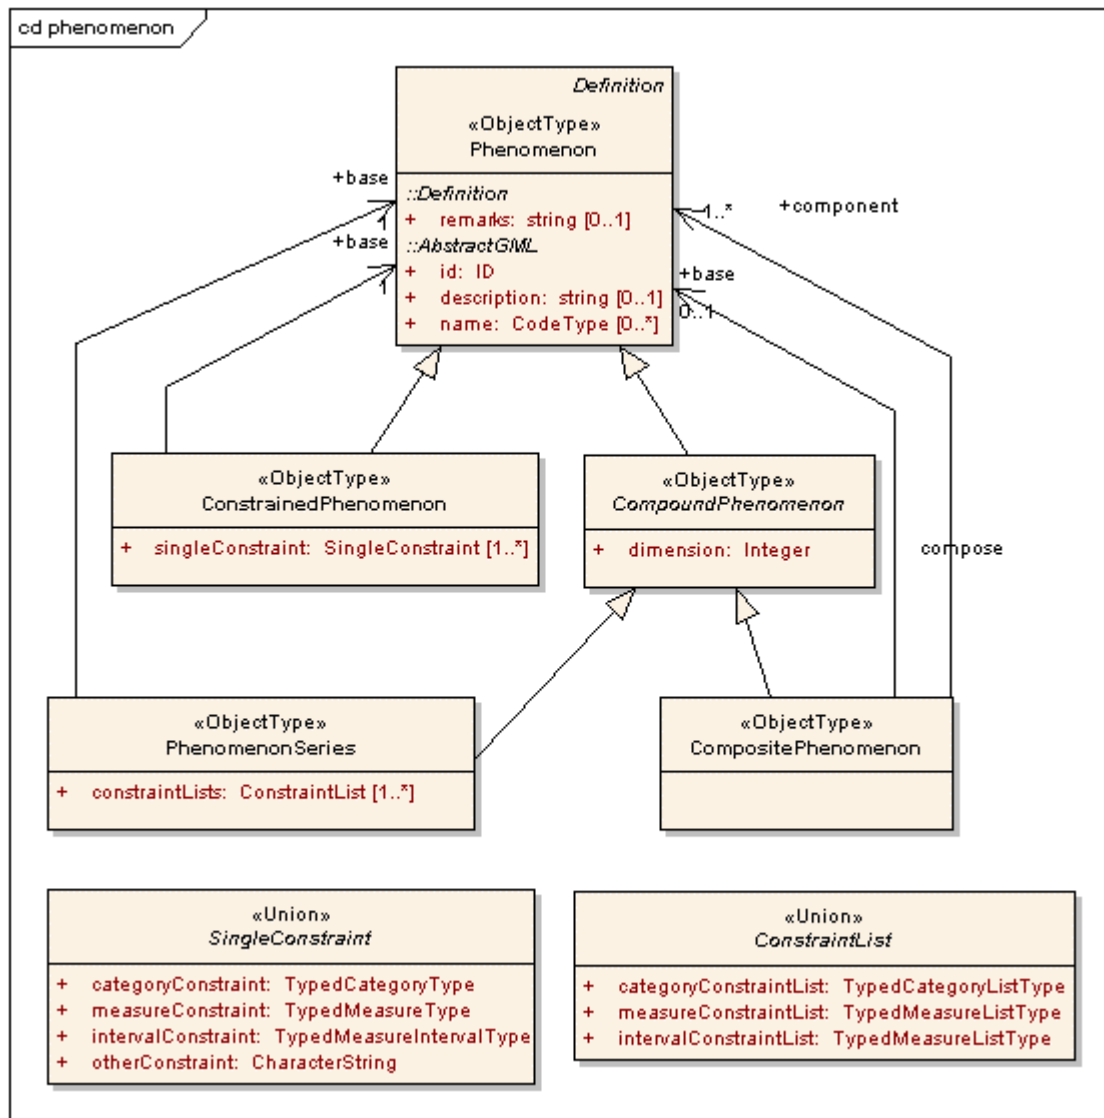 cd phenomenon
Definition
«ObjectType»
Phenomenon
::Definition
+ remarks: string [0..1]
::AbstractGML
+ id: ID
+ description: string [0..1]
+ name: CodeType [0..*]
+base
1
+base
1
1..*
+component
+base
0..1
«ObjectType»
ConstrainedPhenomenon
+ singleConstraint: SingleConstraint [1..*]
«ObjectType»
CompoundPhenomenon
+ dimension: Integer
compose
«ObjectType»
PhenomenonSeries
+ constraintLists: ConstraintList [1..*]
«ObjectType»
CompositePhenomenon
«Union»
SingleConstraint
+ categoryConstraint: TypedCategoryType
+ measureConstraint: TypedMeasureType
+ intervalConstraint: TypedMeasureIntervalType
+ otherConstraint: CharacterString
«Union»
ConstraintList
+ categoryConstraintList: TypedCategoryListType
+ measureConstraintList: TypedMeasureListType
+ intervalConstraintList: TypedMeasureListType